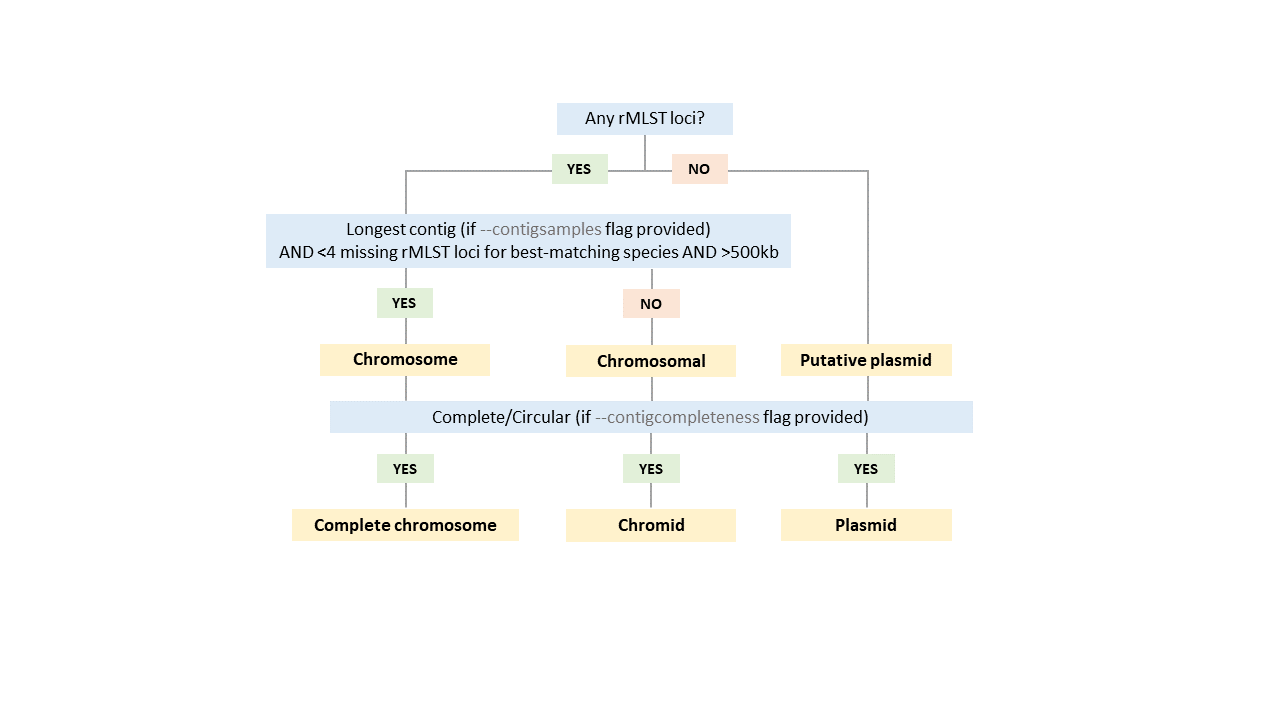 Any rMLST loci?
YES
NO
Longest contig (if --contigsamples flag provided)
AND <4 missing rMLST loci for best-matching species AND >500kb
YES
NO
Chromosome
Chromosomal
Putative plasmid
Complete/Circular (if --contigcompleteness flag provided)
YES
YES
YES
Complete chromosome
Chromid
Plasmid